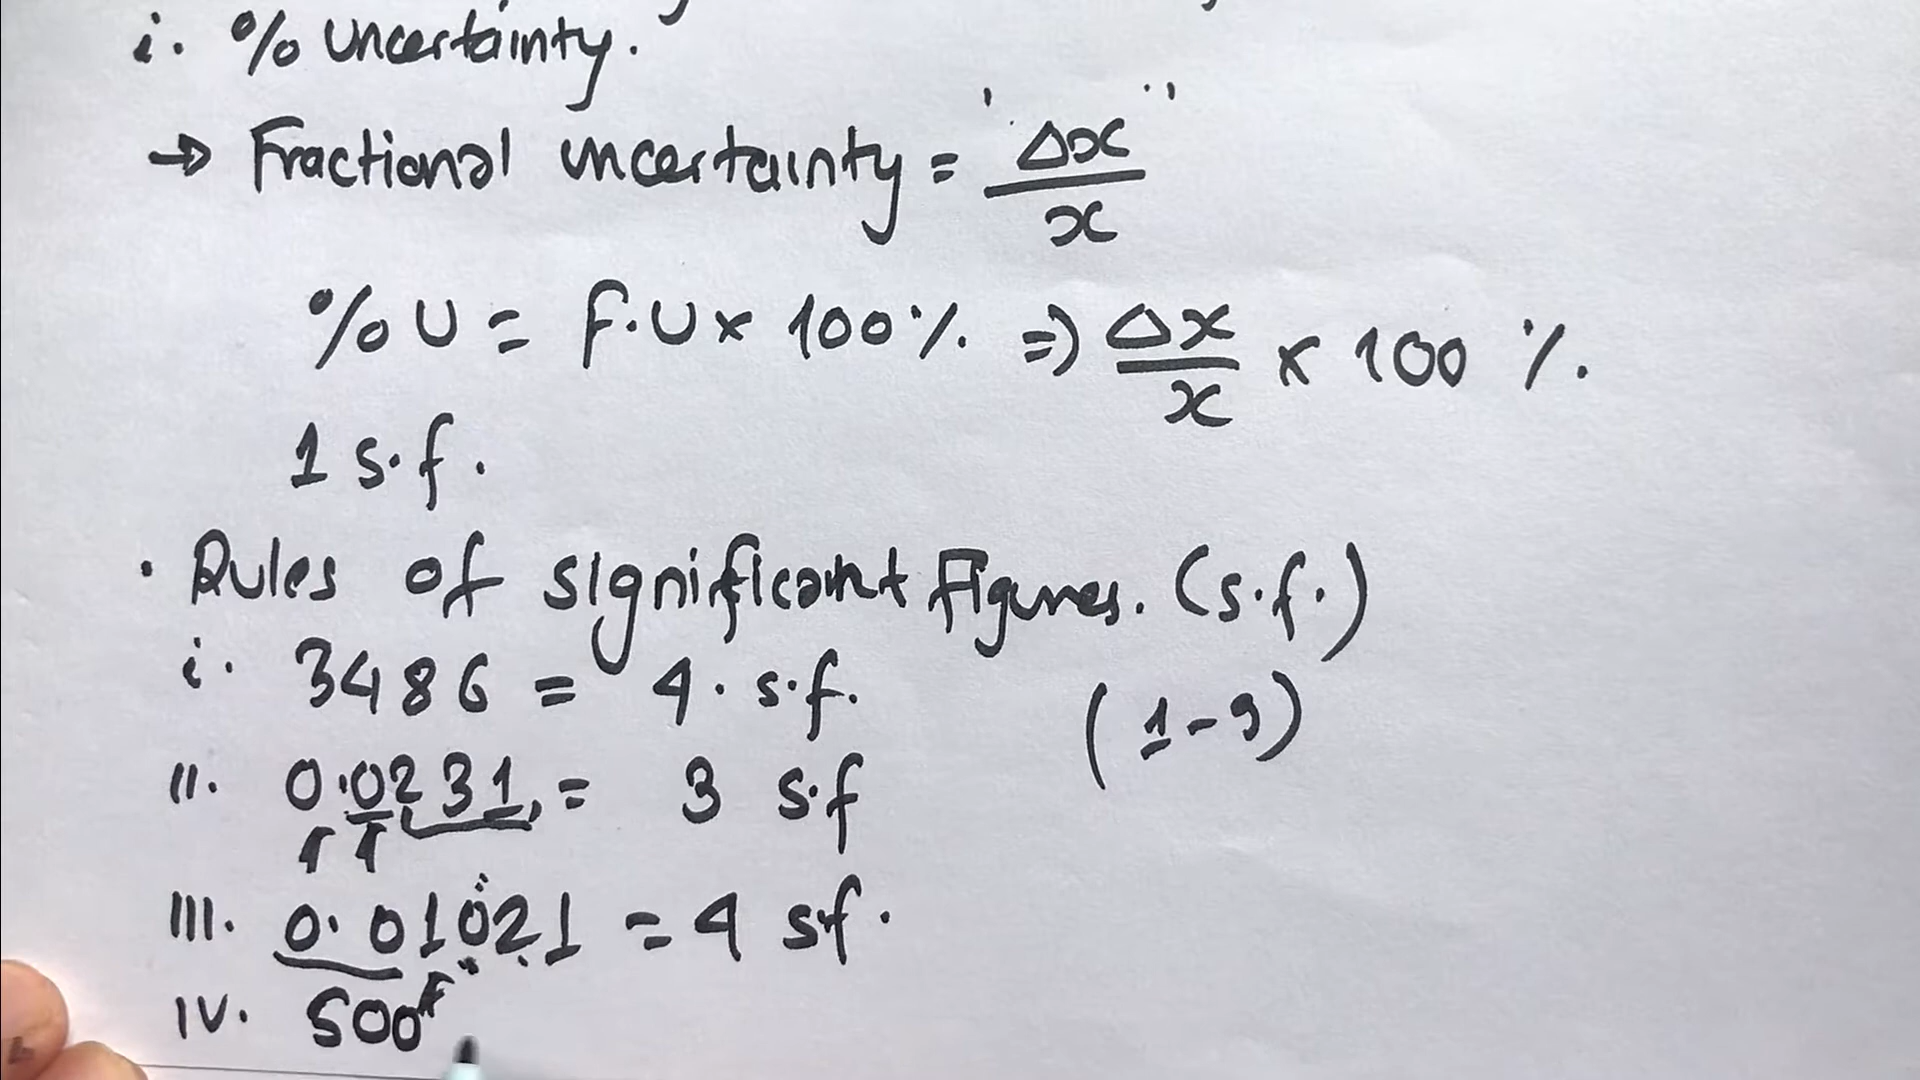 i. % uncertainty.
→ Fractional uncertainty = Δx / x
%U = F.U x 100% => Δx / x x 100 %.
1 s.f.
• Rules of significant figures. (s.f.)
i. 3486 = 4. s.f. (1-9)
ii. 0.0231 = 3 s.f
iii. 0.01021 = 4 sf.
iv. 500